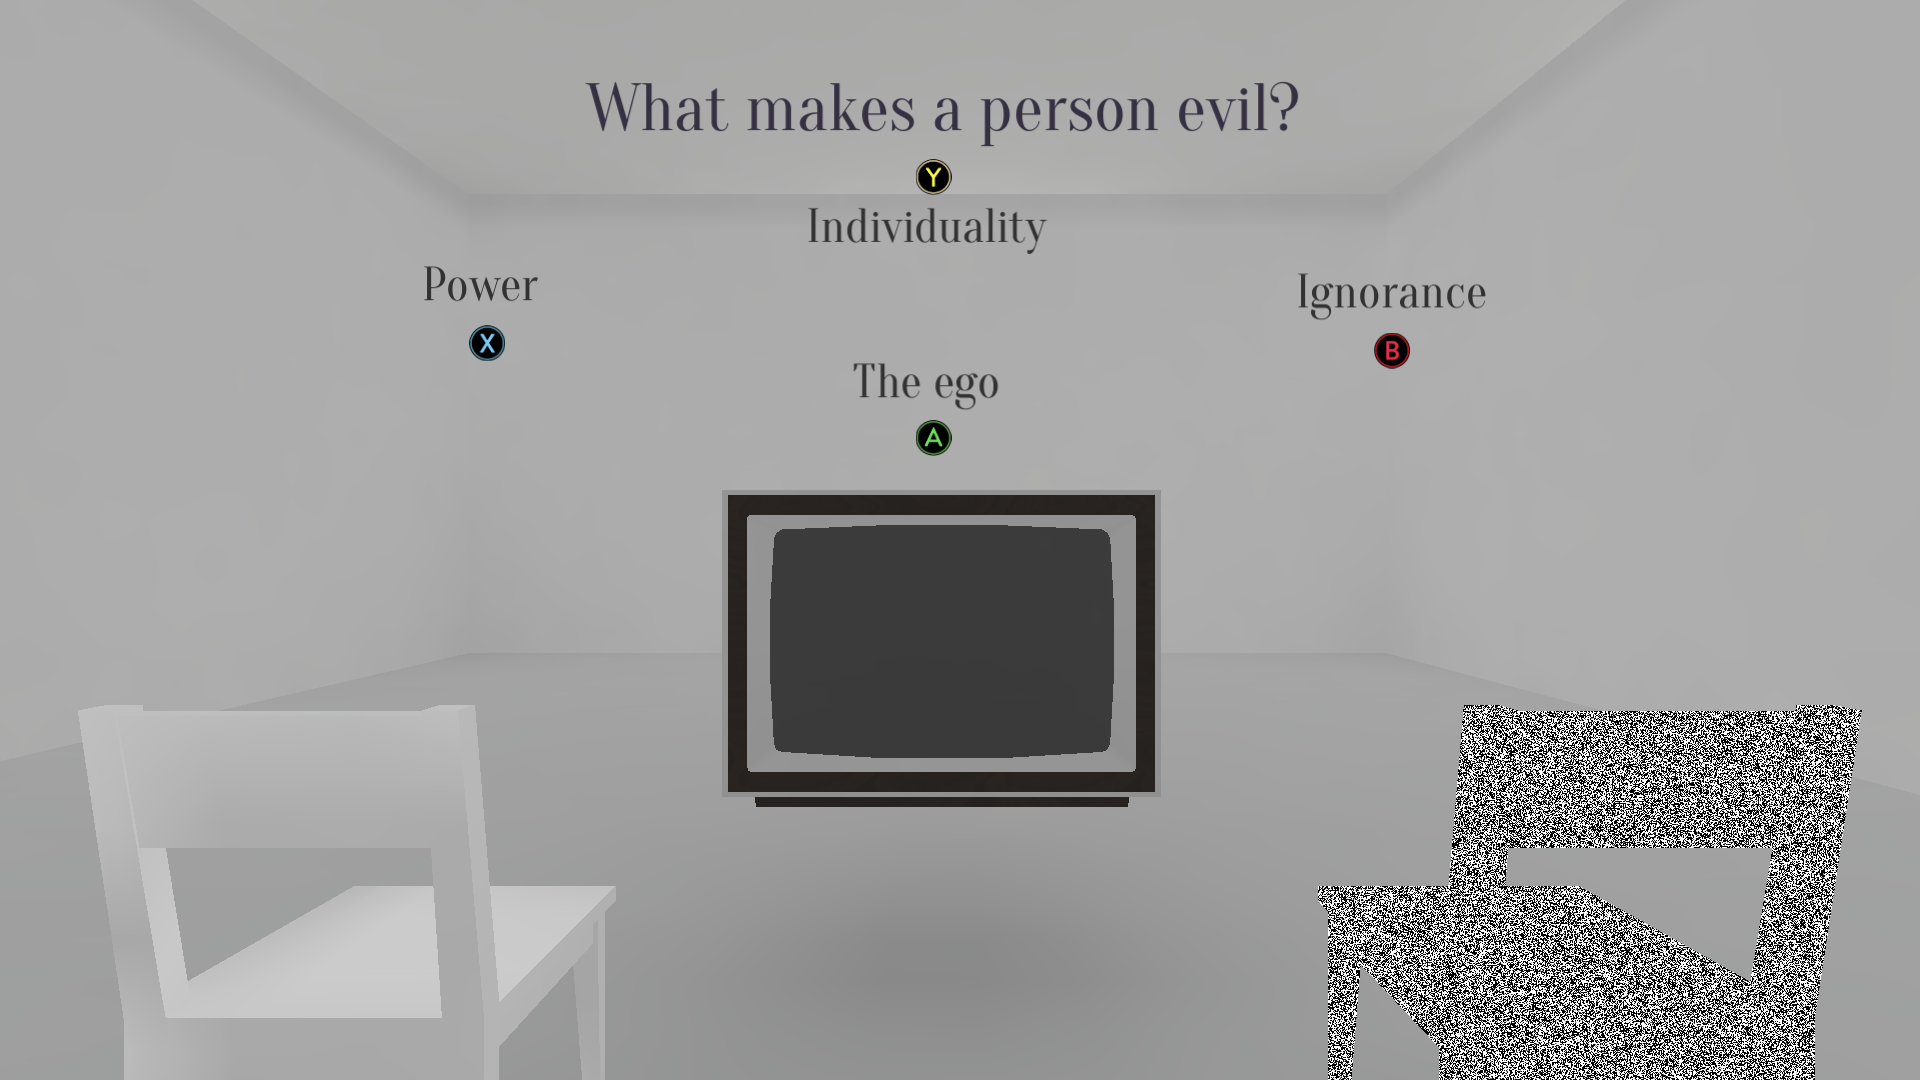 What makes a person evil?
Y
Individuality
Power
X
Ignorance
B
The ego
A